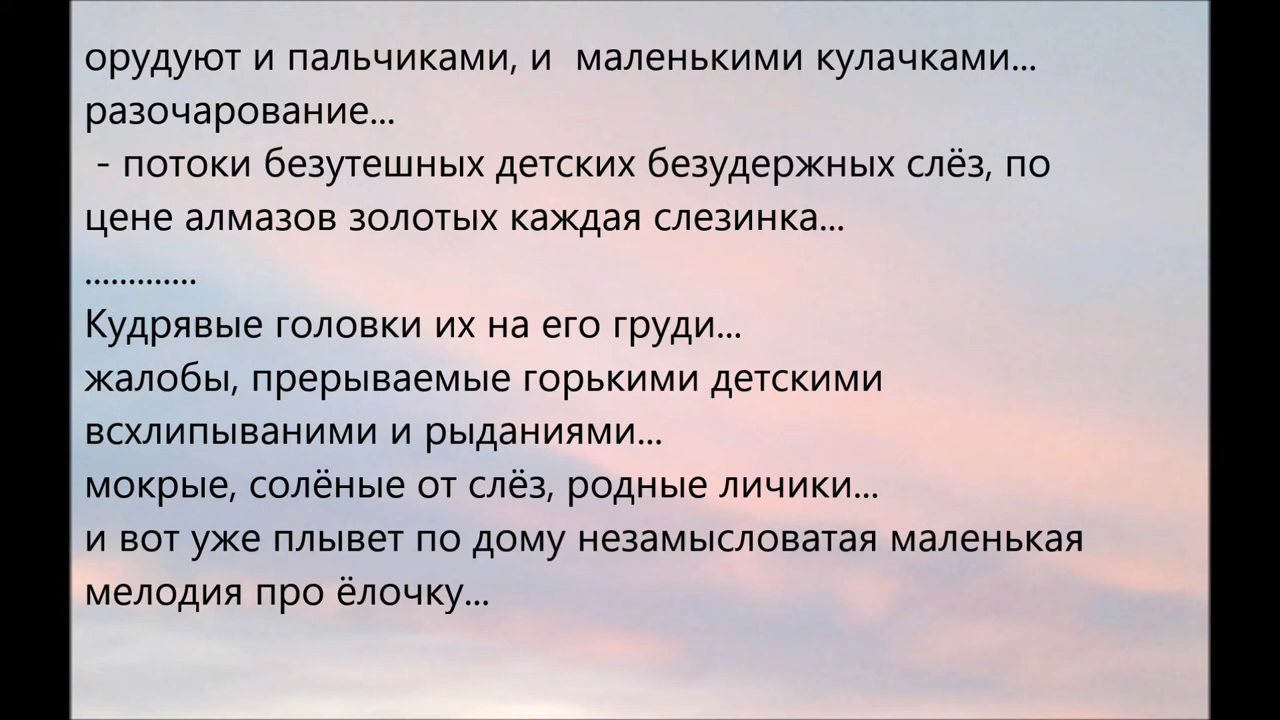 орудуют и пальчиками, и  маленькими кулачками...
разочарование...
- потоки безутешных детских безудержных слёз, по
цене алмазов золотых каждая слезинка...
.............
Кудрявые головки их на его груди...
жалобы, прерываемые горькими детскими
всхлипываними и рыданиями...
мокрые, солёные от слёз, родные личики...
и вот уже плывет по дому незамысловатая маленькая
мелодия про ёлочку...